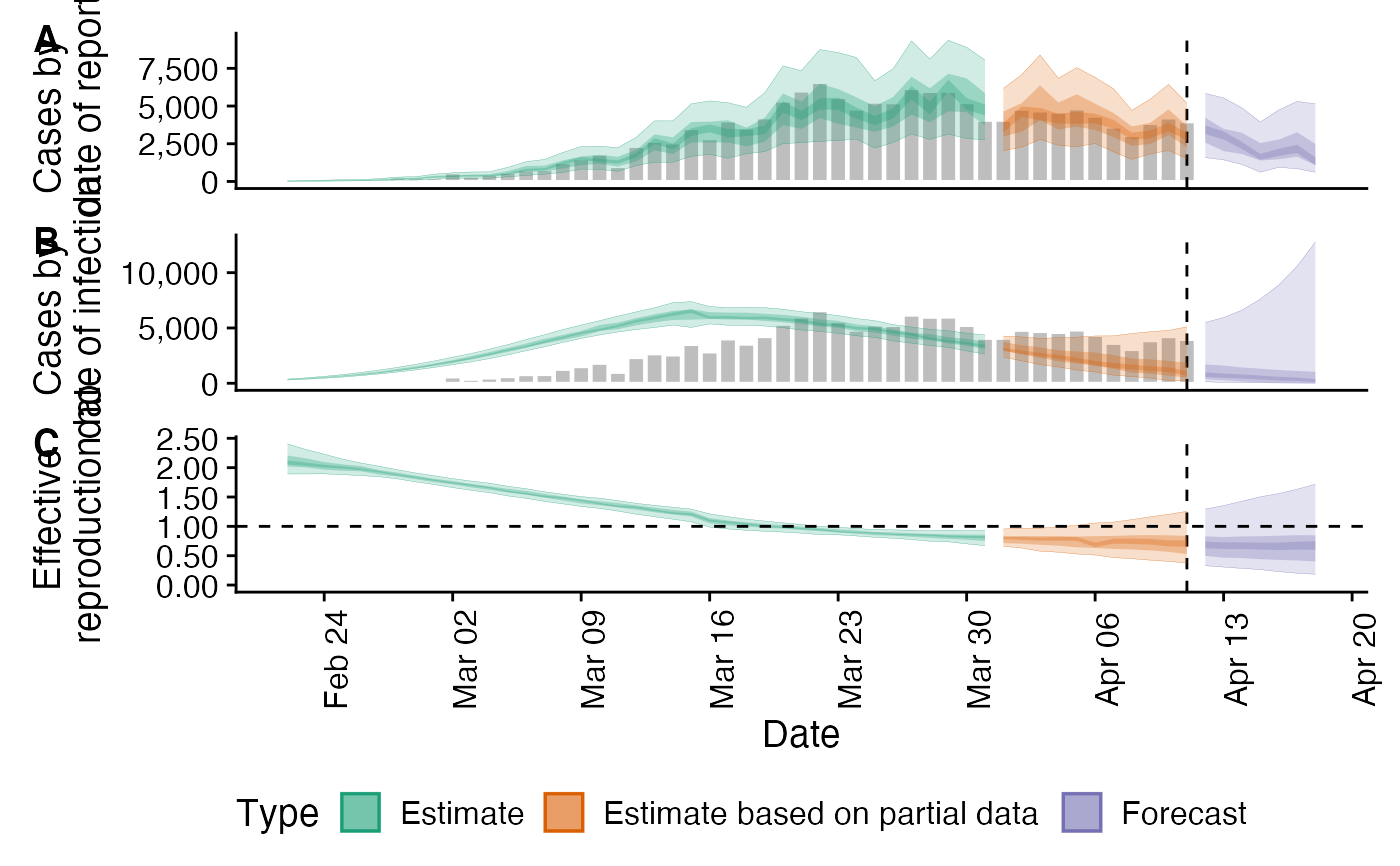 A
Cases by
date of report
7,500
5,000
2,500
0
B
Cases by
date of infection
10,000
5,000
0
C
Effective
reproduction no.
2.50
2.00
1.50
1.00
0.50
0.00
Feb 24
Mar 02
Mar 09
Mar 16
Mar 23
Mar 30
Apr 06
Apr 13
Apr 20
Date
Type
Estimate
Estimate based on partial data
Forecast